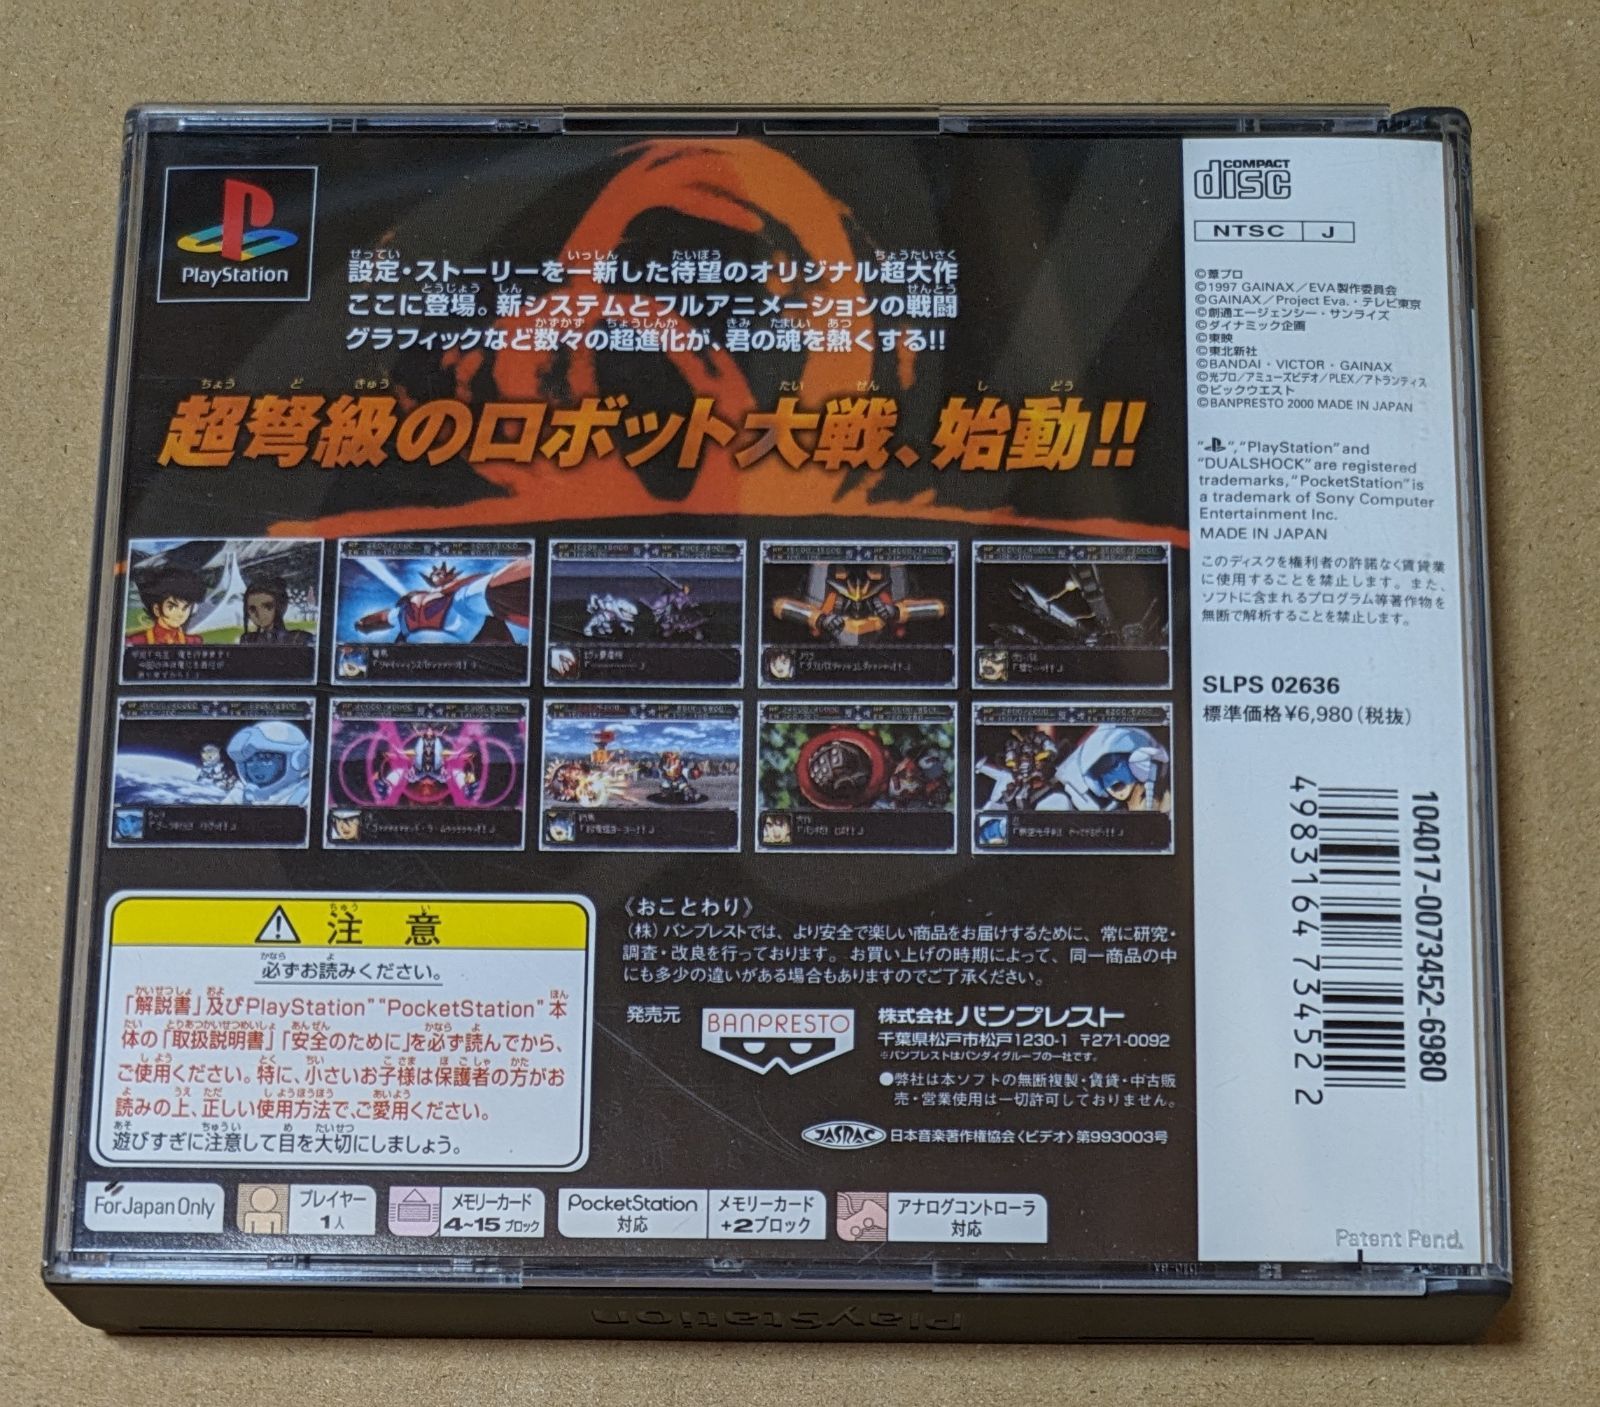 PlayStation
設定・ストーリーを一新した待望のオリジナル超大作
ここに登場。新システムとフルアニメーションの戦闘
グラフィックなど数々の超進化が、君の魂を熱くする!!
超弩級のロボット大戦、始動!!
注意
必ずお読みください。
「解説書」及びPlayStation" "PocketStation"本
体の「取扱説明書」「安全のために」を必ず読んでから、
ご使用ください。特に、小さいお子様は保護者の方がお
読みの上、正しい使用方法で、ご愛用ください。
遊びすぎに注意して目を大切にしましょう。
《おことわり》
(株)バンプレストでは、より安全で楽しい商品をお届けするために、常に研究・
調査・改良を行っております。お買い上げの時期によって、同一商品の中
にも多少の違いがある場合もありますのでご了承ください。
発売元
BANPRESTO
株式会社バンプレスト
千葉県松戸市松戸1230-1 〒271-0092
※バンプレストはバンダイグループの一社です。
●弊社は本ソフトの無断複製・賃貸・中古販
売・営業使用は一切許可しておりません。
JASRAC
日本音楽著作権協会〈ビデオ〉第993003号
For Japan Only
プレイヤー
1人
メモリーカード
4~15ブロック
PocketStation
対応
メモリーカード
+2ブロック
アナログコントローラ
対応
COMPACT
disc
NTSC J
©葦プロ
©1997 GAINAX/EVA製作委員会
©GAINAX/Project Eva.・テレビ東京
©創通エージェンシー・サンライズ
©ダイナミック企画
©東映
©東北新社
©BANDAI・VICTOR・GAINAX
©光プロ/アミューズビデオ/PLEX/アトランティス
©ビックウエスト
©BANPRESTO 2000 MADE IN JAPAN
" ","PlayStation"and
"DUALSHOCK"are registered
trademarks,"PocketStation"is
a trademark of Sony Computer
Entertainment Inc.
MADE IN JAPAN
このディスクを権利者の許諾なく賃貸業
に使用することを禁止します。また、
ソフトに含まれるプログラム等著作物を
無断で解析することを禁止します。
SLPS 02636
標準価格¥6,980(税抜)
104017-0073452-6980
4983164 734522
Patent Pend.
PlayStation